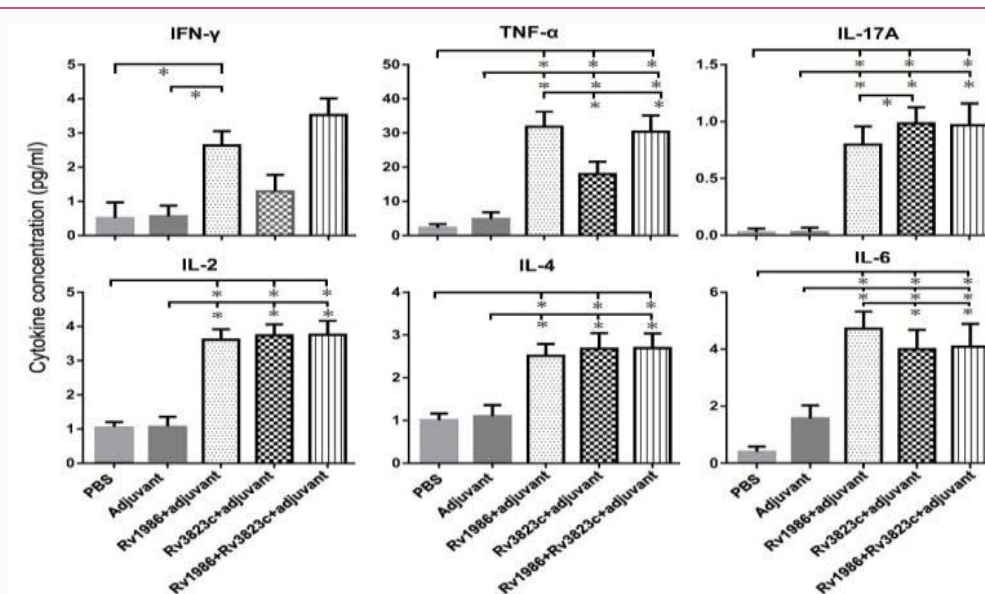 IFN-γ
TNF-α
IL-17A
Cytokine concentration (pg/ml)
5
4
3
2
1
0
* *
50
40
30
20
10
0
* * *
* * *
* *
1.5
1.0
0.5
0.0
* * *
* * *
*
IL-2
IL-4
IL-6
5
4
3
2
1
0
* * *
* * *
4
3
2
1
0
* * *
* * *
6
4
2
0
* * *
* * *
* *
PBS
Adjuvant
Rv1986+adjuvant
Rv3823c+adjuvant
Rv1986+Rv3823c+adjuvant
PBS
Adjuvant
Rv1986+adjuvant
Rv3823c+adjuvant
Rv1986+Rv3823c+adjuvant
PBS
Adjuvant
Rv1986+adjuvant
Rv3823c+adjuvant
Rv1986+Rv3823c+adjuvant